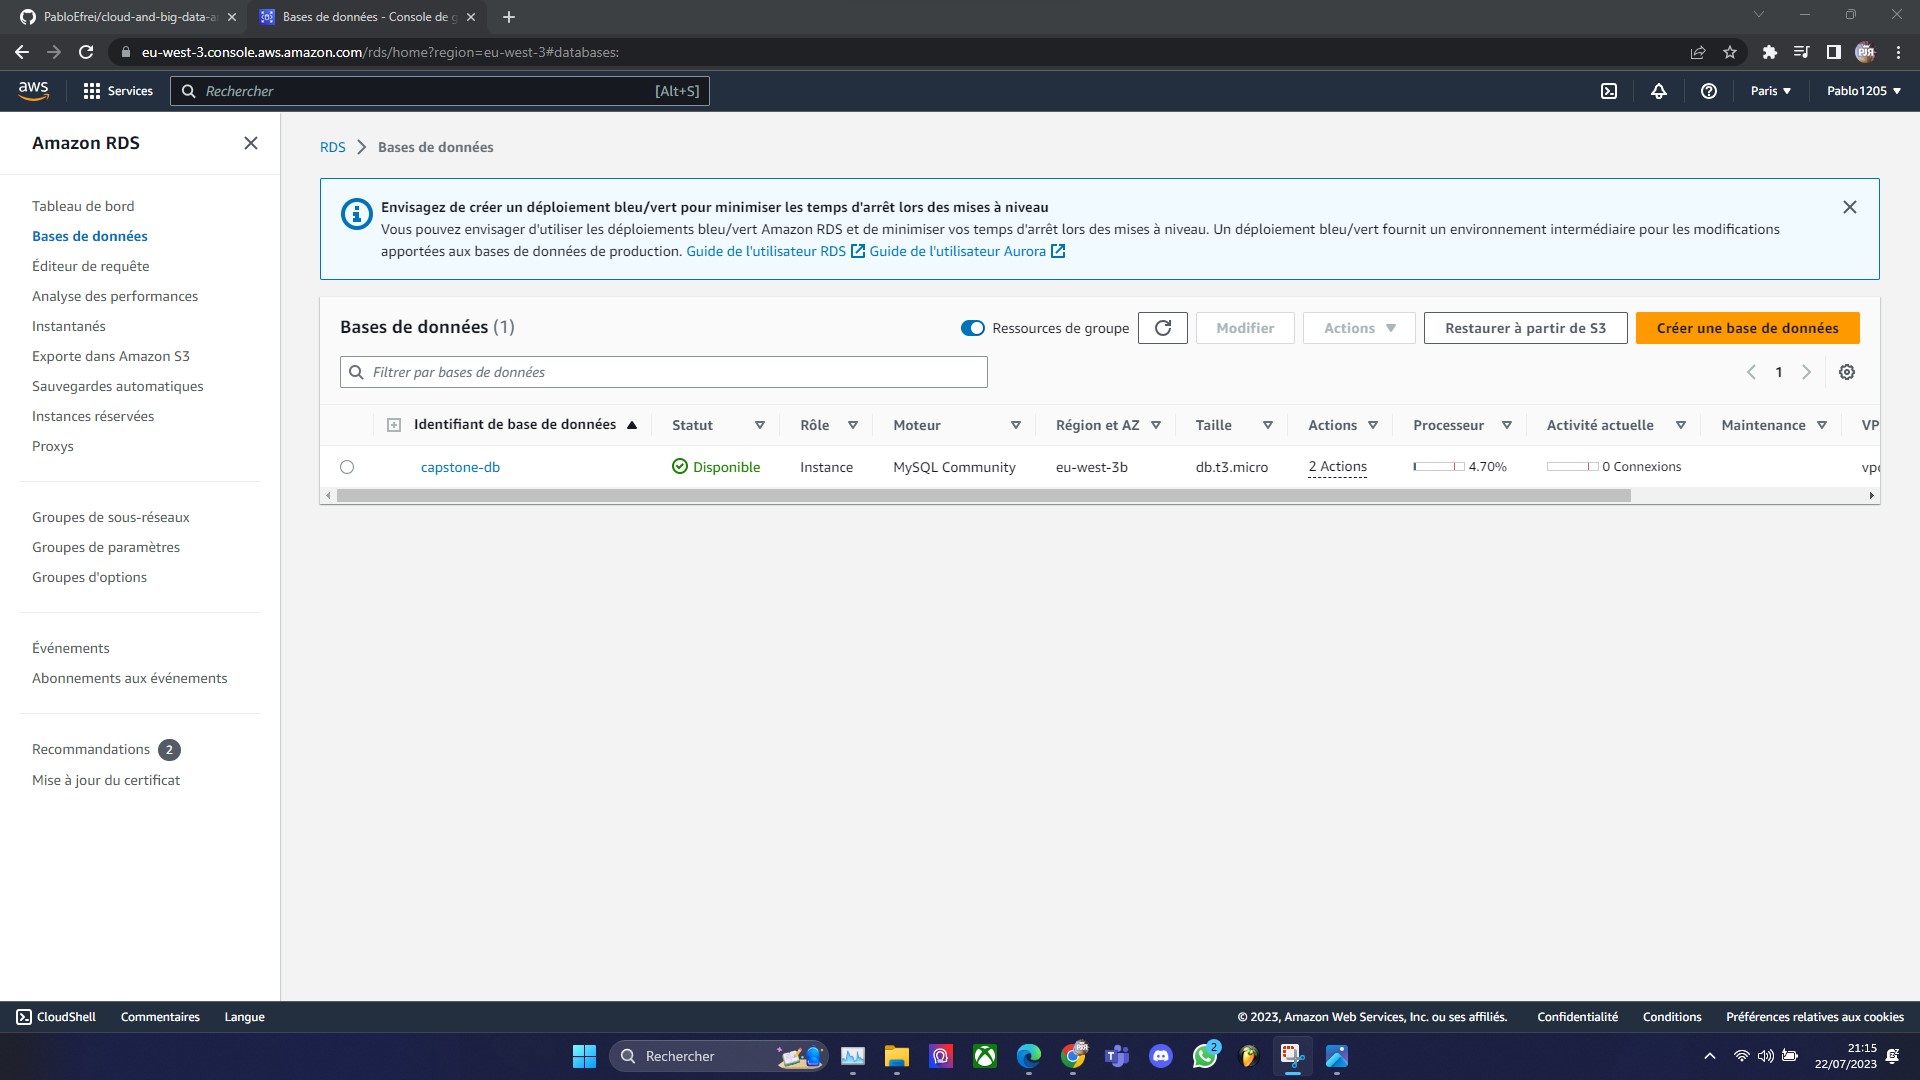 PabloEfrei/cloud-and-big-data-a
Bases de données - Console de g
eu-west-3.console.aws.amazon.com/rds/home?region=eu-west-3#databases:
aws
Services
Rechercher
[Alt+S]
Paris
Pablo1205
Amazon RDS
Tableau de bord
Bases de données
Éditeur de requête
Analyse des performances
Instantanés
Exporte dans Amazon S3
Sauvegardes automatiques
Instances réservées
Proxys
Groupes de sous-réseaux
Groupes de paramètres
Groupes d'options
Événements
Abonnements aux événements
Recommandations 2
Mise à jour du certificat
RDS > Bases de données
Envisagez de créer un déploiement bleu/vert pour minimiser les temps d'arrêt lors des mises à niveau
Vous pouvez envisager d'utiliser les déploiements bleu/vert Amazon RDS et de minimiser vos temps d'arrêt lors des mises à niveau. Un déploiement bleu/vert fournit un environnement intermédiaire pour les modifications
apportées aux bases de données de production. Guide de l'utilisateur RDS Guide de l'utilisateur Aurora
Bases de données (1)
Ressources de groupe
Modifier
Actions
Restaurer à partir de S3
Créer une base de données
Filtrer par bases de données
1
Identifiant de base de données Statut Rôle Moteur Région et AZ Taille Actions Processeur Activité actuelle Maintenance VP
capstone-db Disponible Instance MySQL Community eu-west-3b db.t3.micro 2 Actions 4.70% 0 Connexions vpc
CloudShell
Commentaires
Langue
© 2023, Amazon Web Services, Inc. ou ses affiliés.
Confidentialité
Conditions
Préférences relatives aux cookies
Rechercher
2
21:15
22/07/2023